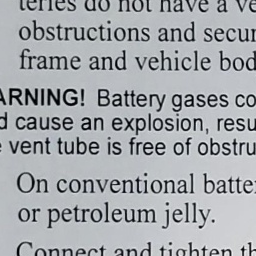 teries do not have a ve
obstructions and secur
frame and vehicle bod
ARNING! Battery gases co
d cause an explosion, resu
vent tube is free of obstru
On conventional batte
or petroleum jelly.
Connect and tighten th